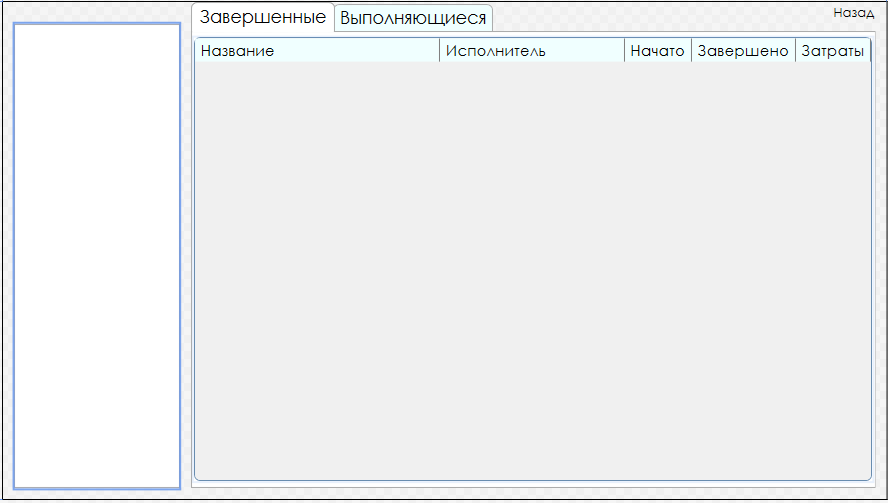 Завершенные Выполняющиеся Назад
Название Исполнитель Начато Завершено Затраты